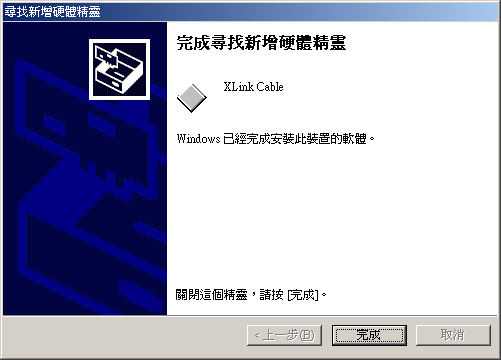 尋找新增硬體精靈
完成尋找新增硬體精靈
XLink Cable
Windows 已經完成安裝此裝置的軟體。
關閉這個精靈，請按 [完成]。
< 上一步(B)
完成
取消